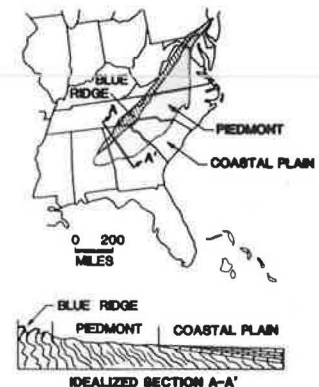 BLUE
RIDGE
A
A'
PIEDMONT
COASTAL PLAIN
0 200
MILES
BLUE RIDGE
PIEDMONT
COASTAL PLAIN
IDEALIZED SECTION A-A'